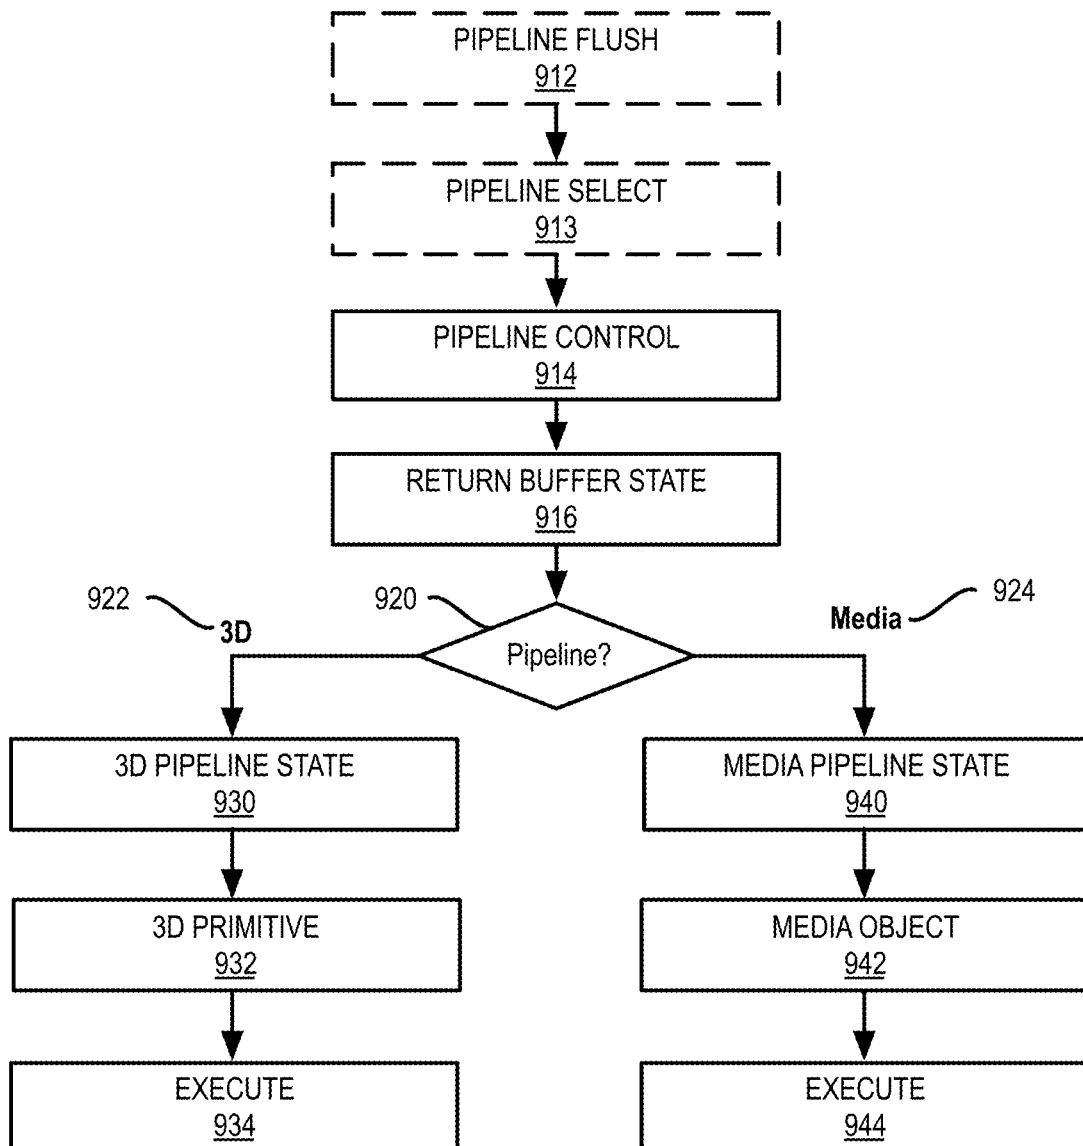 PIPELINE FLUSH
912
PIPELINE SELECT
913
PIPELINE CONTROL
914
RETURN BUFFER STATE
916
922
920
924
3D
Media
Pipeline?
3D PIPELINE STATE
930
MEDIA PIPELINE STATE
940
3D PRIMITIVE
932
MEDIA OBJECT
942
EXECUTE
934
EXECUTE
944